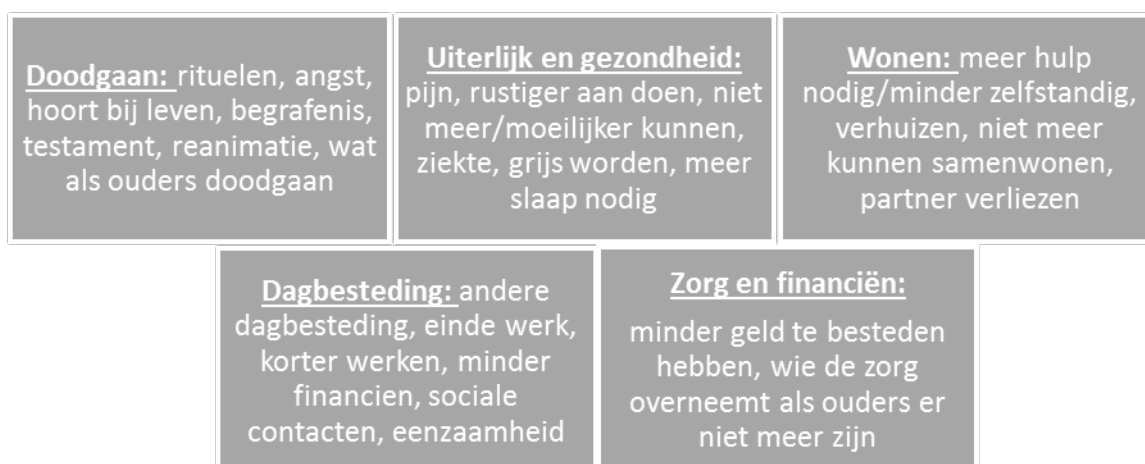 Doodgaan: rituelen, angst,
hoort bij leven, begrafenis,
testament, reanimatie, wat
als ouders doodgaan
Uiterlijk en gezondheid:
pijn, rustiger aan doen, niet
meer/moeilijker kunnen,
ziekte, grijs worden, meer
slaap nodig
Wonen: meer hulp
nodig/minder zelfstandig,
verhuizen, niet meer
kunnen samenwonen,
partner verliezen
Dagbesteding: andere
dagbesteding, einde werk,
korter werken, minder
financien, sociale
contacten, eenzaamheid
Zorg en financiën:
minder geld te besteden
hebben, wie de zorg
overneemt als ouders er
niet meer zijn